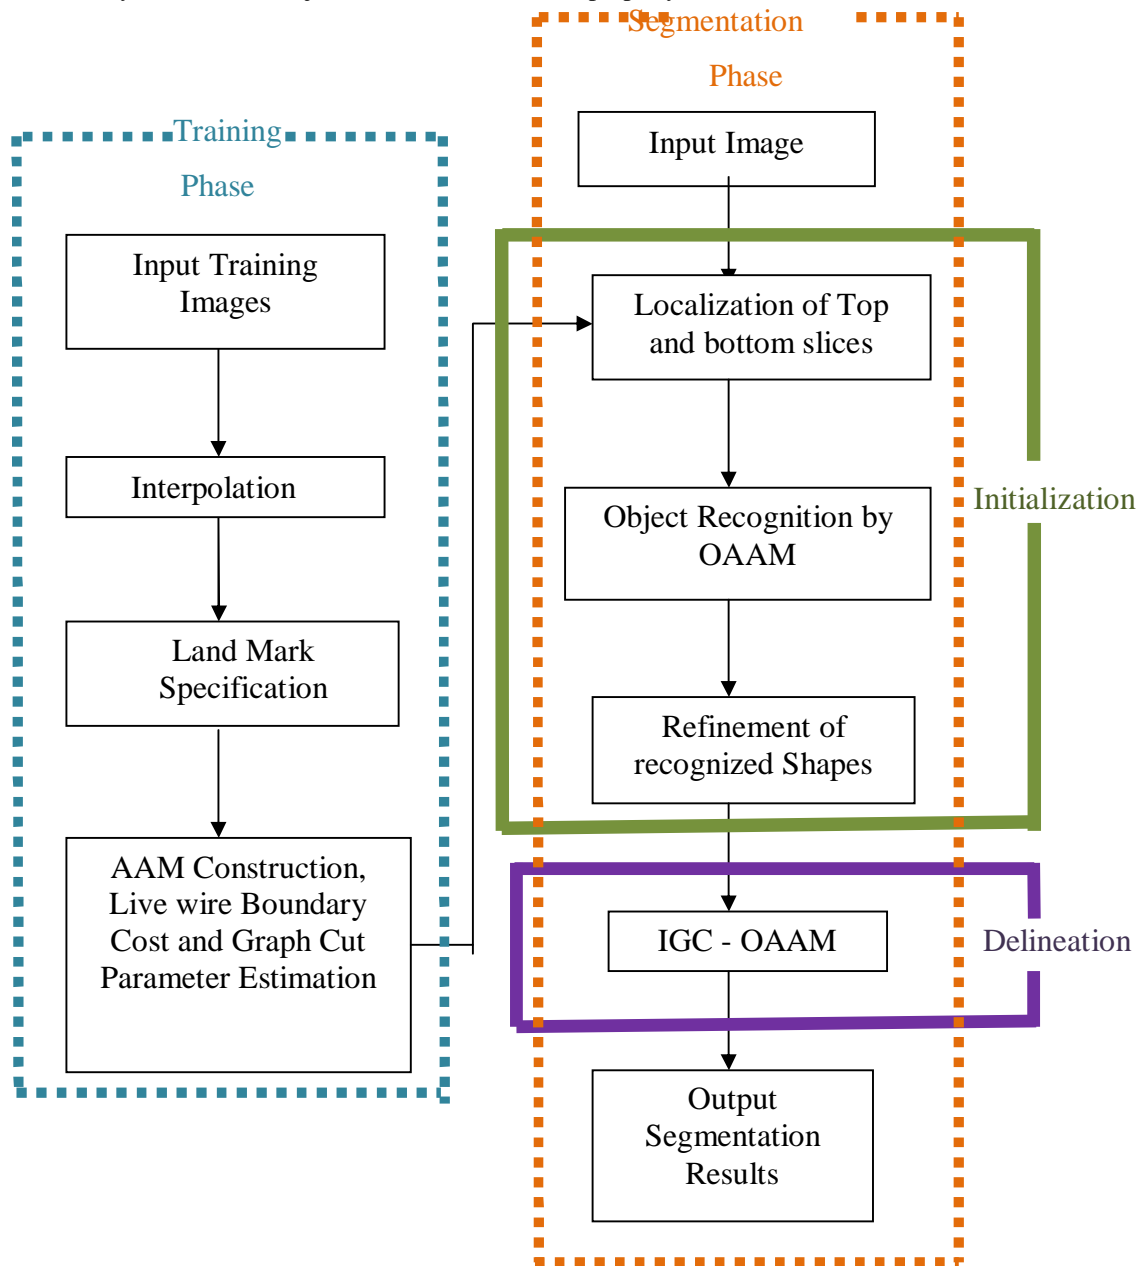 Training
Phase
Input Training
Images
Interpolation
Land Mark
Specification
AAM Construction,
Live wire Boundary
Cost and Graph Cut
Parameter Estimation
Segmentation
Phase
Input Image
Localization of Top
and bottom slices
Object Recognition by
OAAM
Refinement of
recognized Shapes
Initialization
IGC - OAAM
Delineation
Output
Segmentation
Results